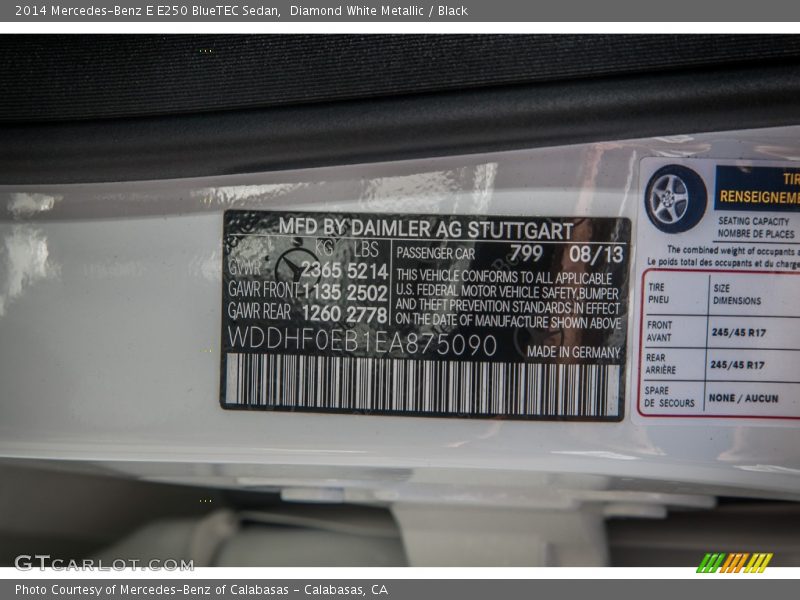 2014 Mercedes-Benz E E250 BlueTEC Sedan, Diamond White Metallic / Black
MFD BY DAIMLER AG STUTTGART
KG LBS
PASSENGER CAR 799 08/13
GVWR 2365 5214
GAWR FRONT 1135 2502
GAWR REAR 1260 2778
THIS VEHICLE CONFORMS TO ALL APPLICABLE
U.S. FEDERAL MOTOR VEHICLE SAFETY,BUMPER
AND THEFT PREVENTION STANDARDS IN EFFECT
ON THE DATE OF MANUFACTURE SHOWN ABOVE
WDDHF0EB1EA875090
MADE IN GERMANY
TIR
RENSEIGNEME
SEATING CAPACITY
NOMBRE DE PLACES
The combined weight of occupants a
Le poids total des occupants et du charge
TIRE
PNEU
SIZE
DIMENSIONS
FRONT
AVANT
245/45 R17
REAR
ARRIÈRE
245/45 R17
SPARE
DE SECOURS
NONE / AUCUN
GTCARLOT.COM
Photo Courtesy of Mercedes-Benz of Calabasas - Calabasas, CA